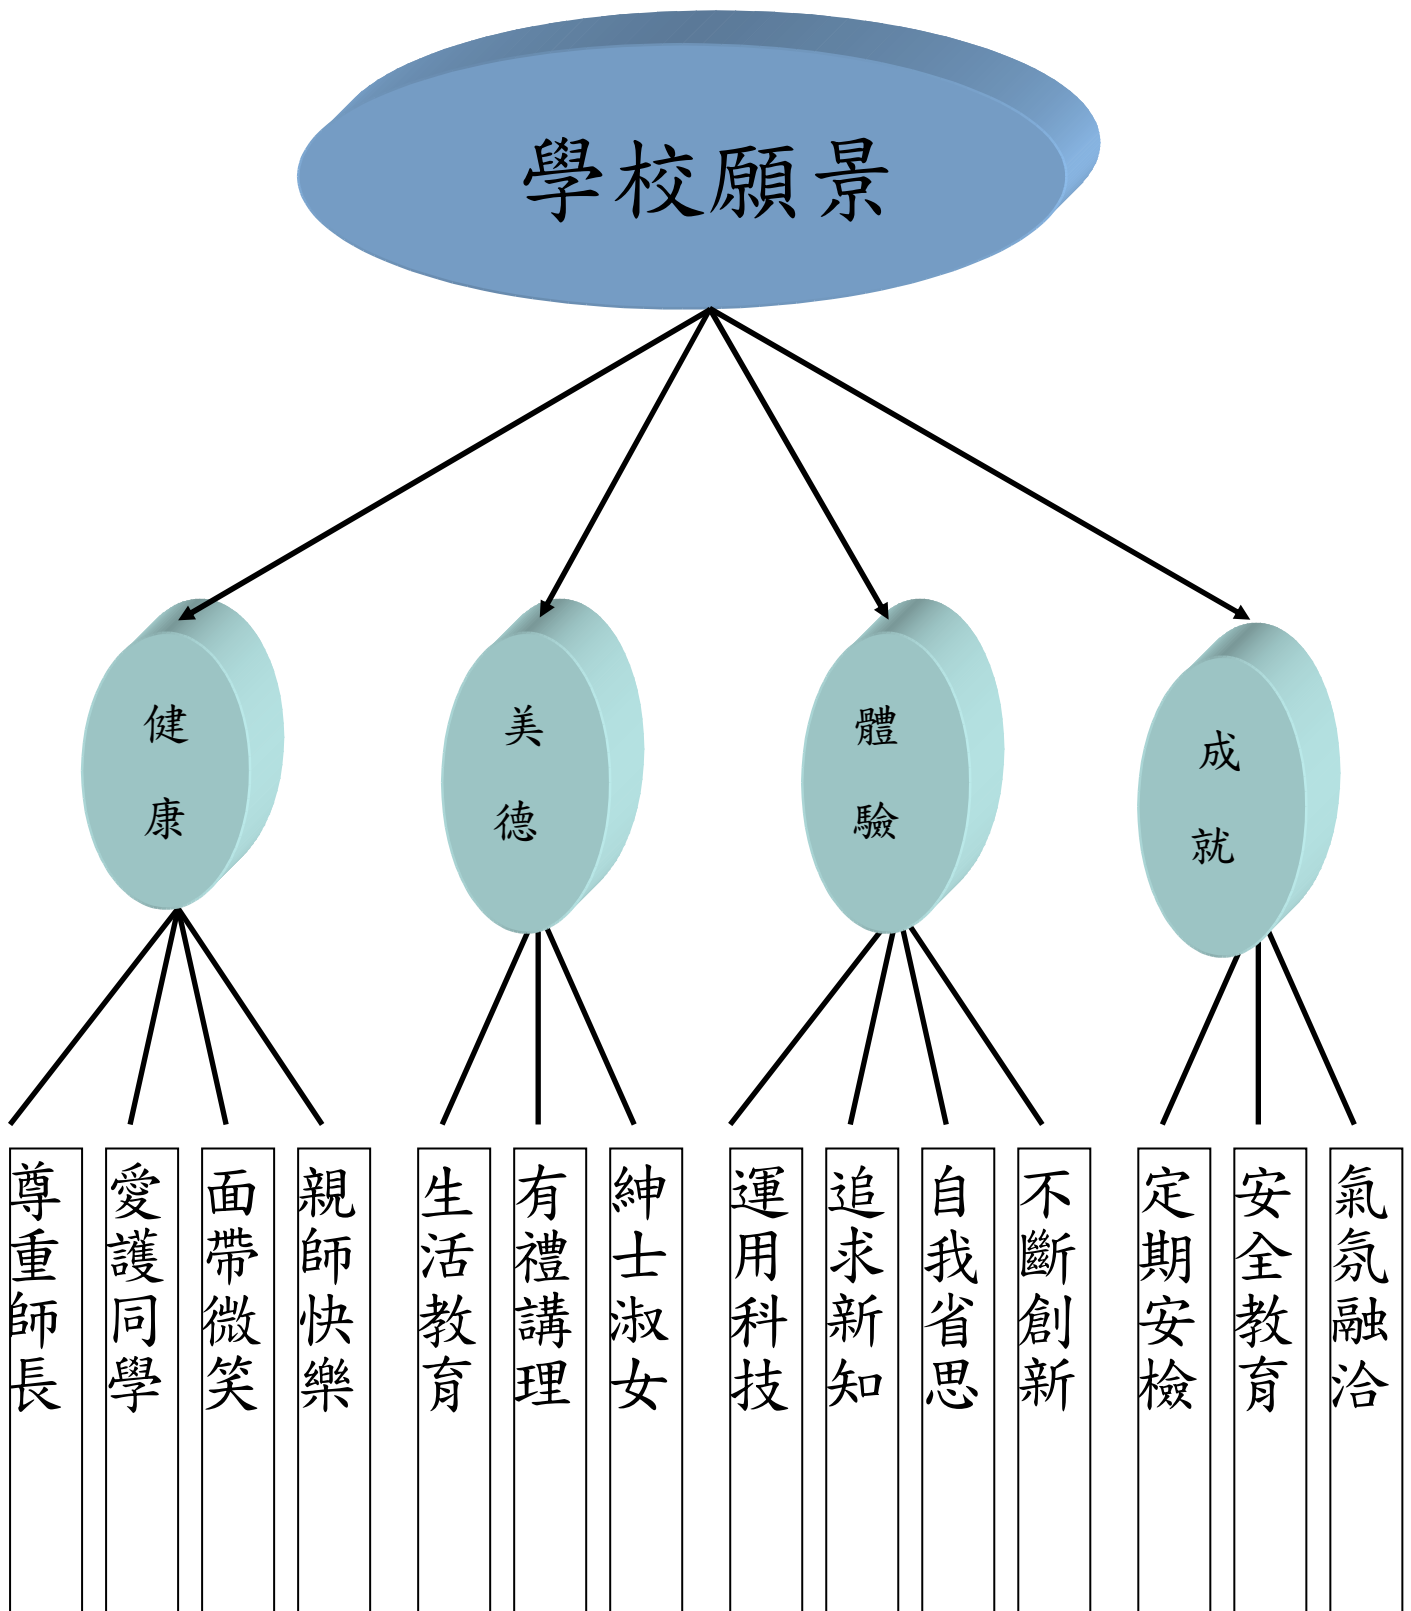 學校願景
健康
美德
體驗
成就
尊重師長
愛護同學
面帶微笑
親師快樂
生活教育
有禮講理
紳士淑女
運用科技
追求新知
自我省思
不斷創新
定期安檢
安全教育
氣氛融洽